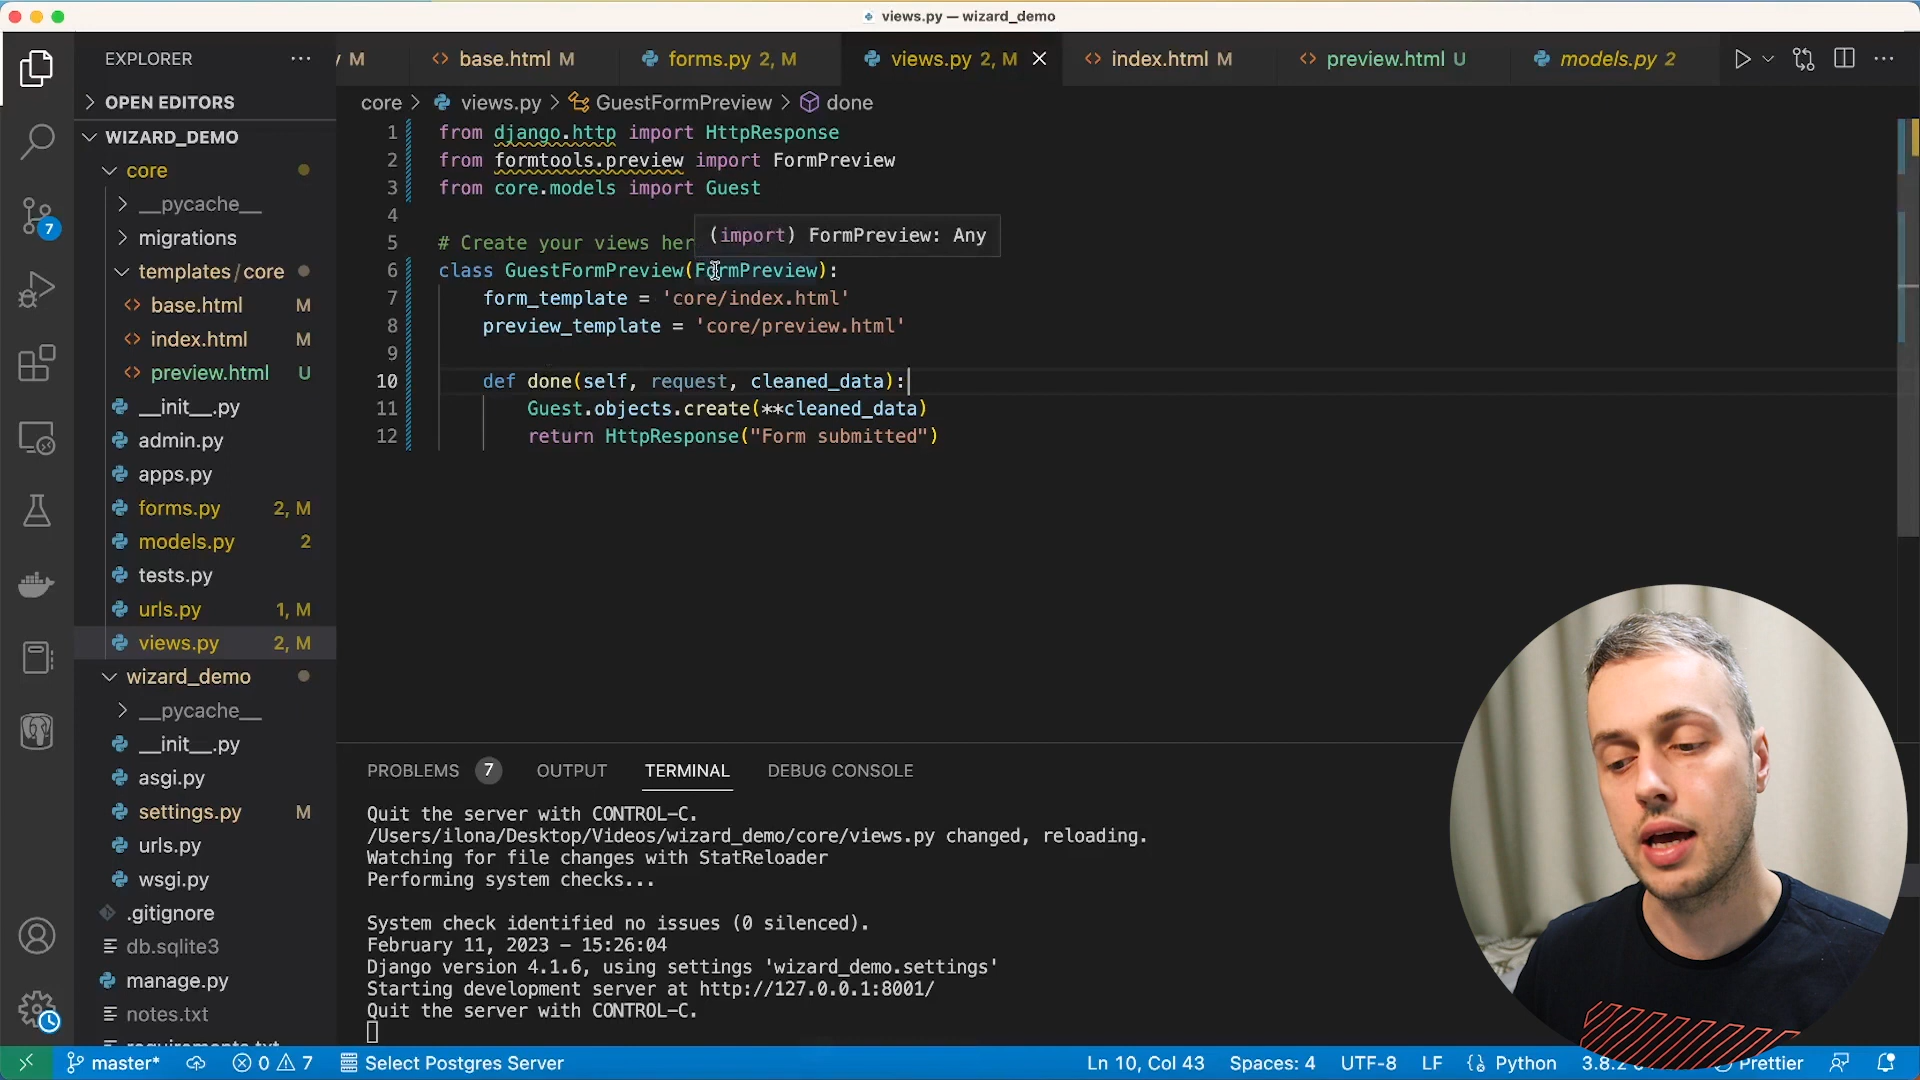 views.py — wizard_demo
EXPLORER
y M
base.html M
forms.py 2, M
views.py 2, M
index.html M
preview.html U
models.py 2
OPEN EDITORS
WIZARD_DEMO
core
__pycache__
migrations
templates/core
base.html M
index.html M
preview.html U
__init__.py
admin.py
apps.py
forms.py 2, M
models.py 2
tests.py
urls.py 1, M
views.py 2, M
wizard_demo
__pycache__
__init__.py
asgi.py
settings.py M
urls.py
wsgi.py
.gitignore
db.sqlite3
manage.py
notes.txt
requirements.txt
7
core > views.py > GuestFormPreview > done
1 from django.http import HttpResponse
2 from formtools.preview import FormPreview
3 from core.models import Guest
4
5 # Create your views her
(import) FormPreview: Any
6 class GuestFormPreview(FormPreview):
7 form_template = 'core/index.html'
8 preview_template = 'core/preview.html'
9
10 def done(self, request, cleaned_data):
11 Guest.objects.create(**cleaned_data)
12 return HttpResponse("Form submitted")
PROBLEMS 7 OUTPUT TERMINAL DEBUG CONSOLE
Quit the server with CONTROL-C.
/Users/ilona/Desktop/Videos/wizard_demo/core/views.py changed, reloading.
Watching for file changes with StatReloader
Performing system checks...
System check identified no issues (0 silenced).
February 11, 2023 - 15:26:04
Django version 4.1.6, using settings 'wizard_demo.settings'
Starting development server at http://127.0.0.1:8001/
Quit the server with CONTROL-C.
master* 0 7 Select Postgres Server Ln 10, Col 43 Spaces: 4 UTF-8 LF Python 3.8.2 Prettier